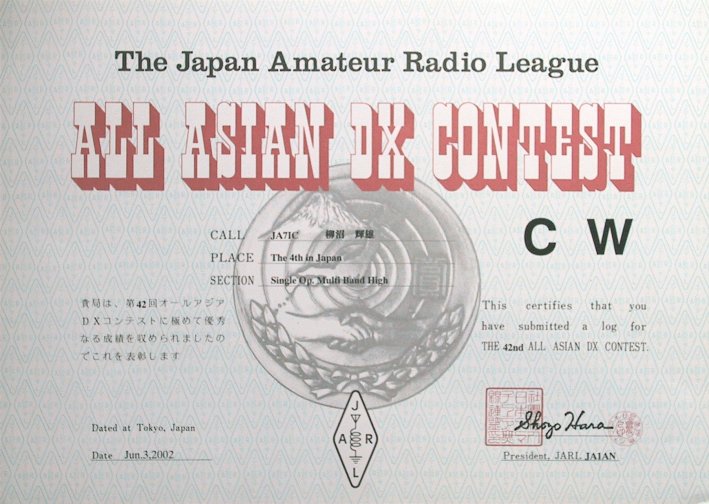 The Japan Amateur Radio League
ALL ASIAN DX CONTEST
CW
CALL JA7IC 柳沼 輝雄
PLACE The 4th in Japan
SECTION Single Op. Multi Band High
貴局は、第42回オールアジア
DXコンテストに極めて優秀
なる成績を収められましたの
でこれを表彰します
This certifies that you
have submitted a log for
THE 42nd ALL ASIAN DX CONTEST.
Dated at Tokyo, Japan
Date Jun.3,2002
JARL
Shozo Hara
President, JARL JA1AN